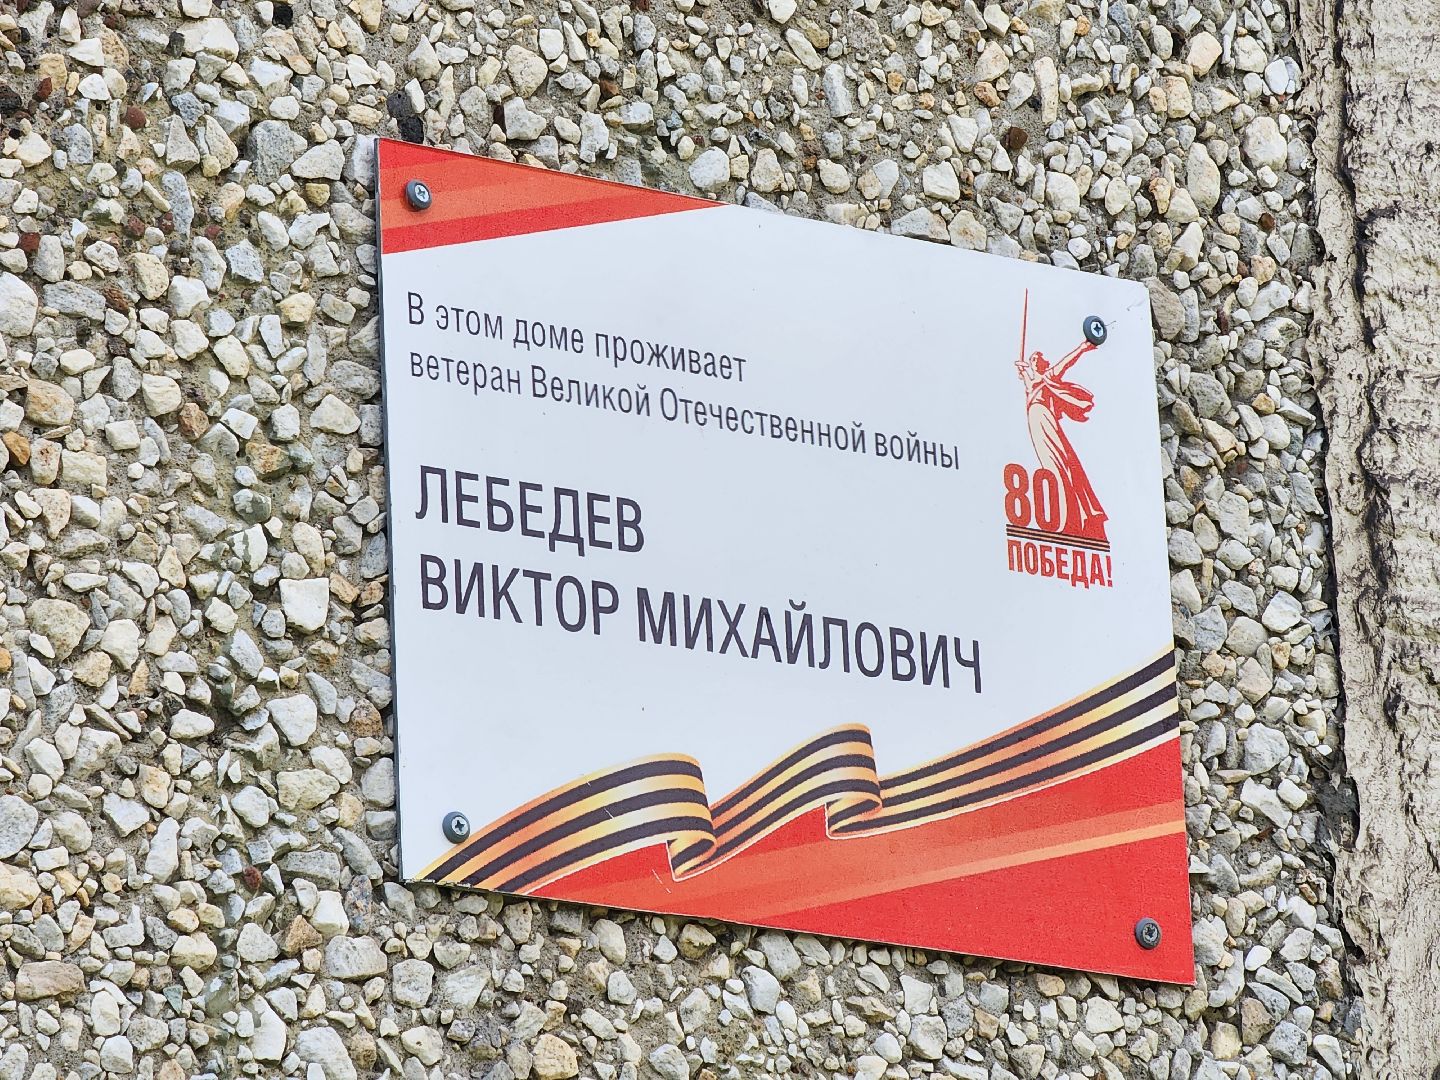 В этом доме проживает
ветеран Великой Отечественной войны
ЛЕБЕДЕВ
ВИКТОР МИХАЙЛОВИЧ
80
ПОБЕДА!